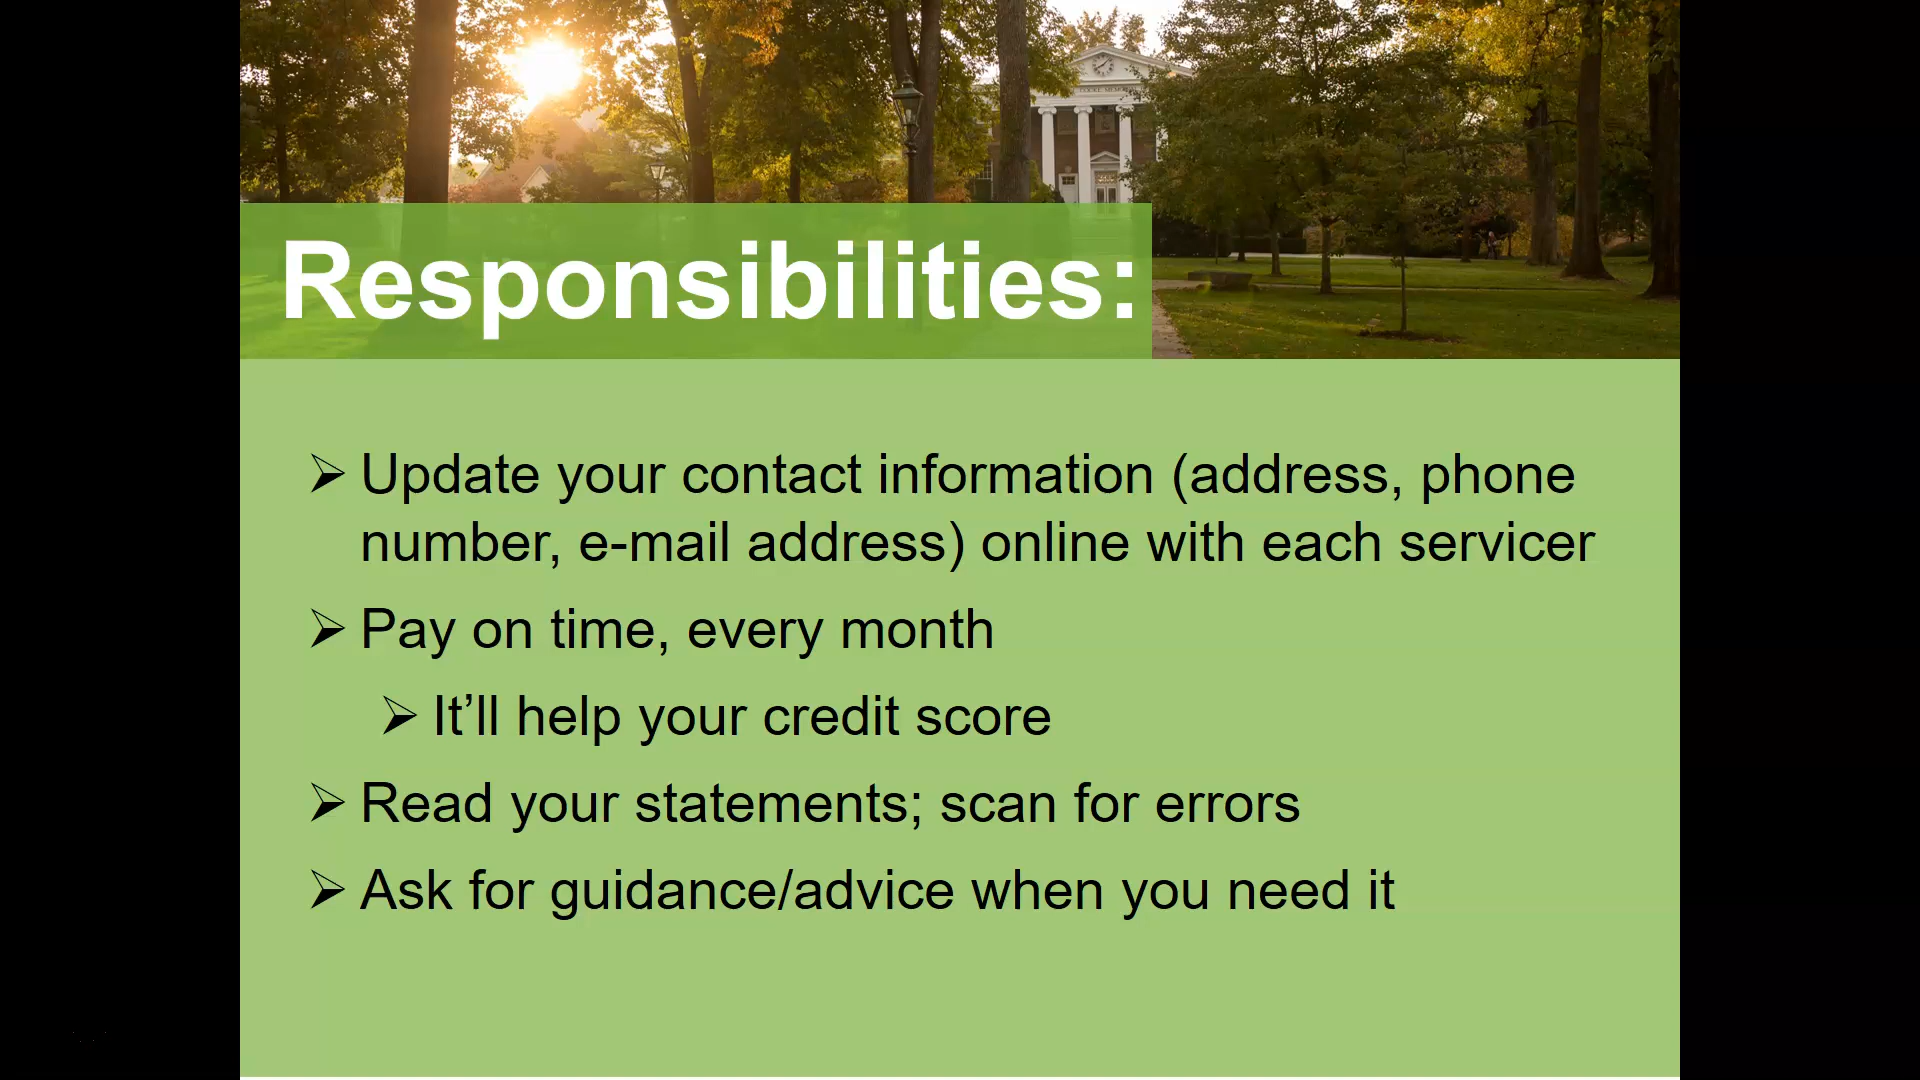 Responsibilities:
➢ Update your contact information (address, phone
number, e-mail address) online with each servicer
➢ Pay on time, every month
➢ It’ll help your credit score
➢ Read your statements; scan for errors
➢ Ask for guidance/advice when you need it